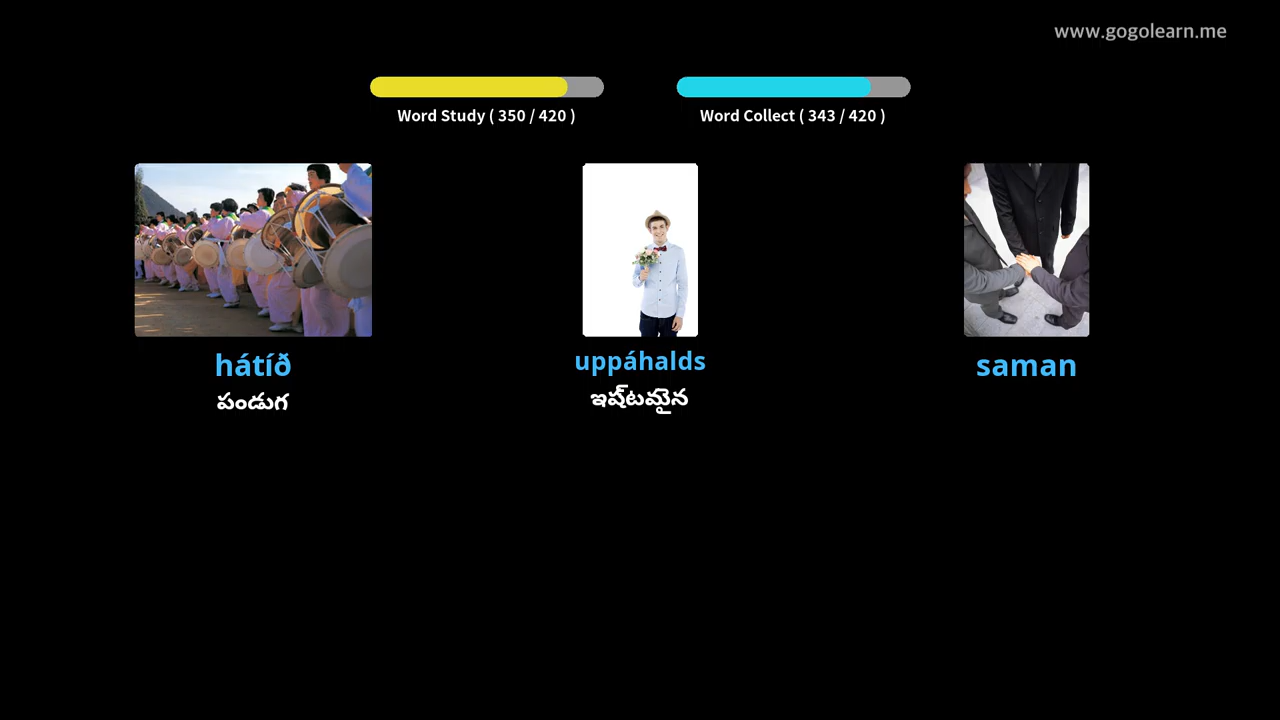 www.gogolearn.me
Word Study ( 350 / 420 )
Word Collect ( 343 / 420 )
hátíð
uppáhalds
saman
పండుగ
ఇష్టమైన